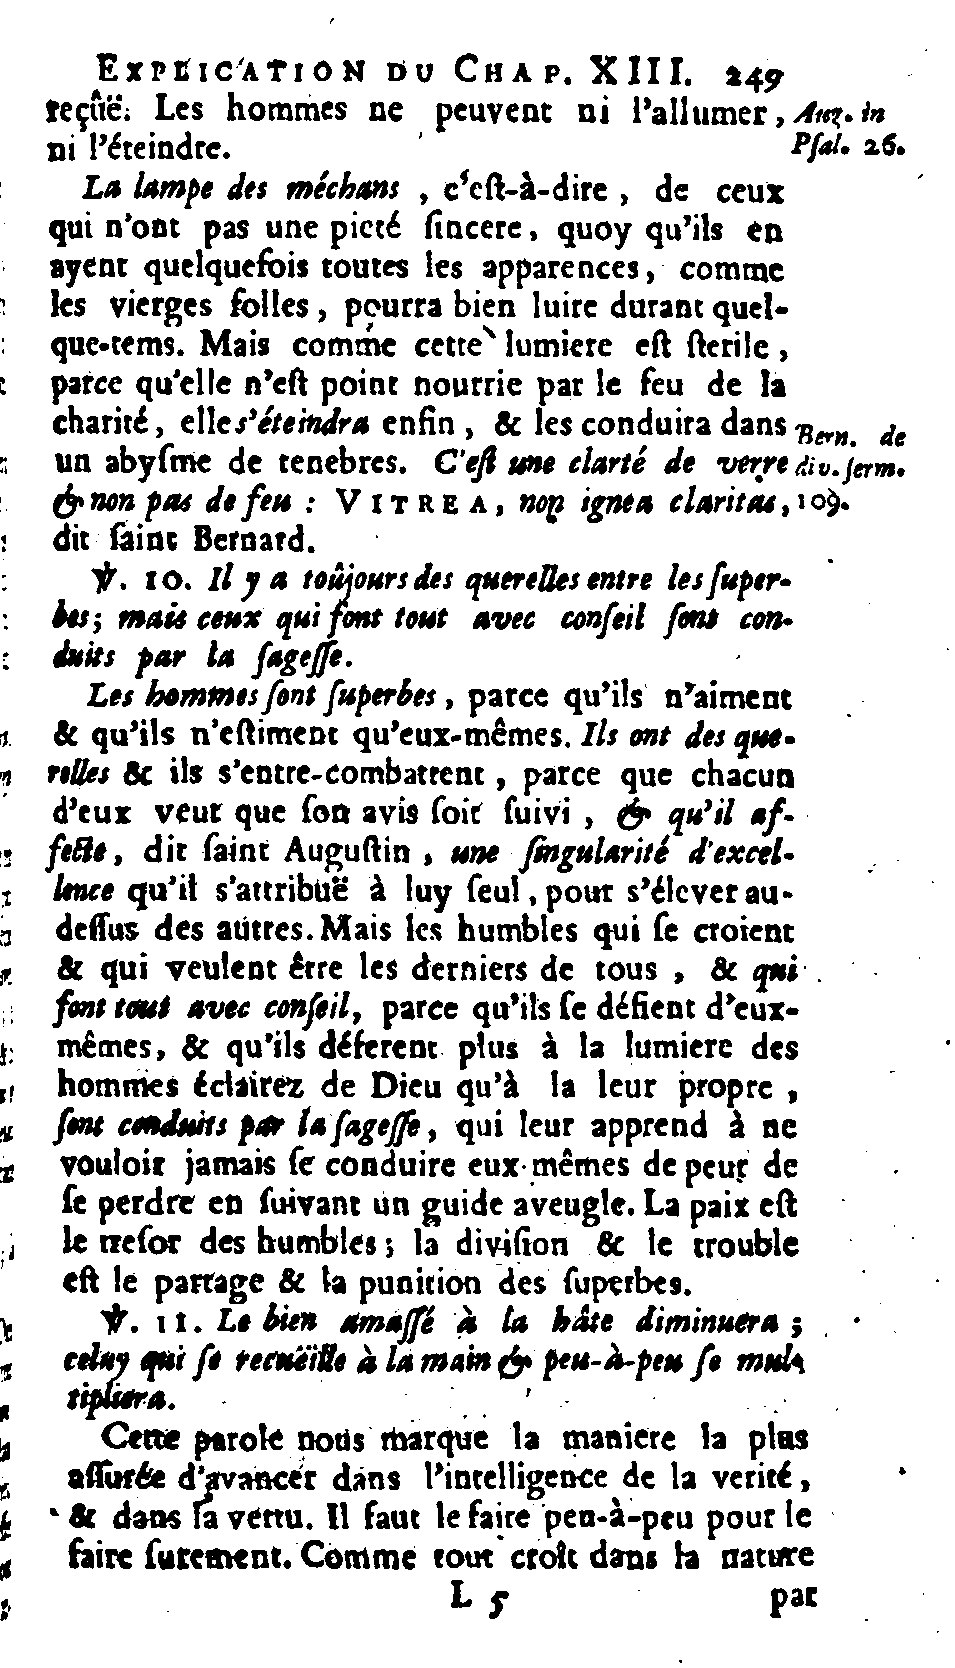 EXPLICATION DU CHAP. XIII. 249
reçûë. Les hommes ne peuvent ni l'allumer, Aug. in
ni l'éteindre. Pſal. 26.
La lampe des méchans, c'eſt-à-dire, de ceux
qui n'ont pas une pieté ſincere, quoy qu'ils en
ayent quelquefois toutes les apparences, comme
les vierges folles, pourra bien luire durant quel-
que-tems. Mais comme cette lumiere eſt ſterile,
parce qu'elle n'eſt point nourrie par le feu de la
charité, elle s'éteindra enfin, & les conduira dans Bern. de
un abyſme de tenebres. C'eſt une clarté de verre div. ſerm.
& non pas de feu : VITREA, non ignea claritas, 109.
dit ſaint Bernard.
℣. 10. Il y a toûjours des querelles entre les ſuper-
bes; mais ceux qui font tout avec conſeil ſont con-
duits par la ſageſſe.
Les hommes ſont ſuperbes, parce qu'ils n'aiment
& qu'ils n'eſtiment qu'eux-mêmes. Ils ont des que-
relles & ils s'entre-combattent, parce que chacun
d'eux veut que ſon avis ſoit ſuivi, & qu'il af-
fecte, dit ſaint Auguſtin, une ſingularité d'excel-
lence qu'il s'attribuë à luy ſeul, pour s'élever au-
deſſus des autres. Mais les humbles qui ſe croient
& qui veulent être les derniers de tous, & qui
font tout avec conſeil, parce qu'ils ſe défient d'eux-
mêmes, & qu'ils déferent plus à la lumiere des
hommes éclairez de Dieu qu'à la leur propre,
ſont conduits par la ſageſſe, qui leur apprend à ne
vouloir jamais ſe conduire eux-mêmes de peur de
ſe perdre en ſuivant un guide aveugle. La paix eſt
le treſor des humbles; la diviſion & le trouble
eſt le partage & la punition des ſuperbes.
℣. 11. Le bien amaſſé à la hâte diminuera;
celuy qui ſe recuëille à la main & peu-à-peu ſe mul-
tipliera.
Cette parole nous marque la maniere la plus
aſſurée d'avancer dans l'intelligence de la verité,
& dans la vertu. Il faut le faire peu-à-peu pour le
faire ſurement. Comme tout croît dans la nature
L 5 par